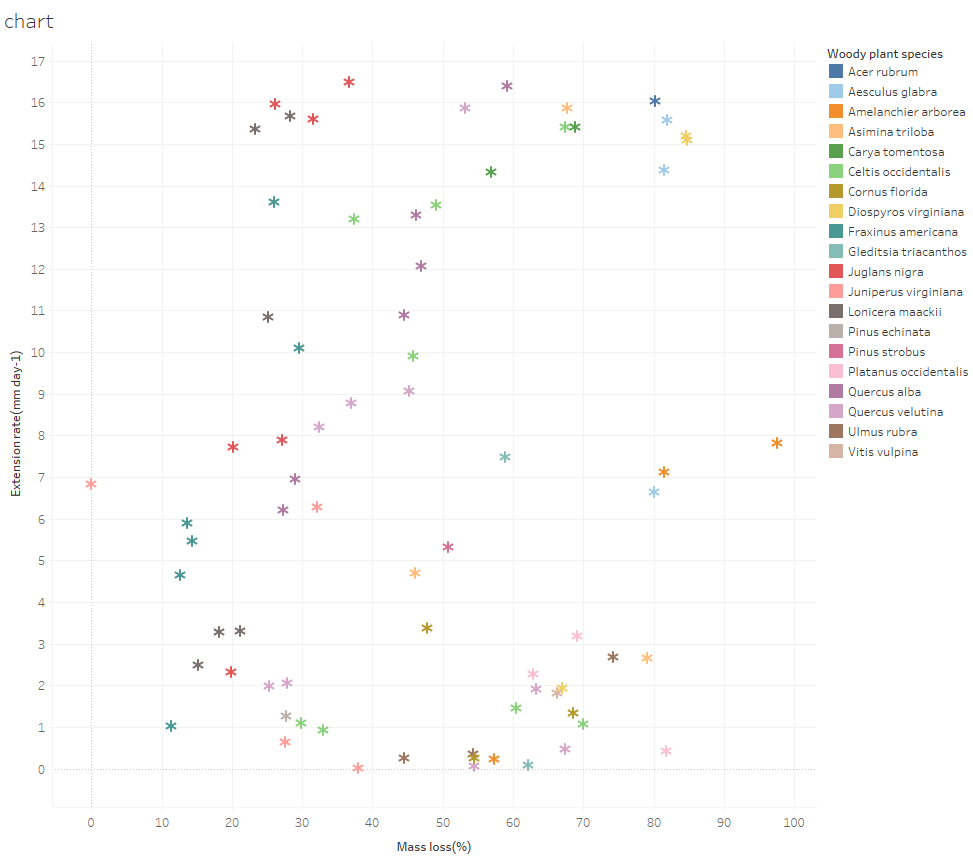 chart
Woody plant species
Acer rubrum
Aesculus glabra
Amelanchier arborea
Asimina triloba
Carya tomentosa
Celtis occidentalis
Cornus florida
Diospyros virginiana
Fraxinus americana
Gleditsia triacanthos
Juglans nigra
Juniperus virginiana
Lonicera maackii
Pinus echinata
Pinus strobus
Platanus occidentalis
Quercus alba
Quercus velutina
Ulmus rubra
Vitis vulpina
Extension rate(mm day-1)
17
16
15
14
13
12
11
10
9
8
7
6
5
4
3
2
1
0
0 10 20 30 40 50 60 70 80 90 100
Mass loss(%)